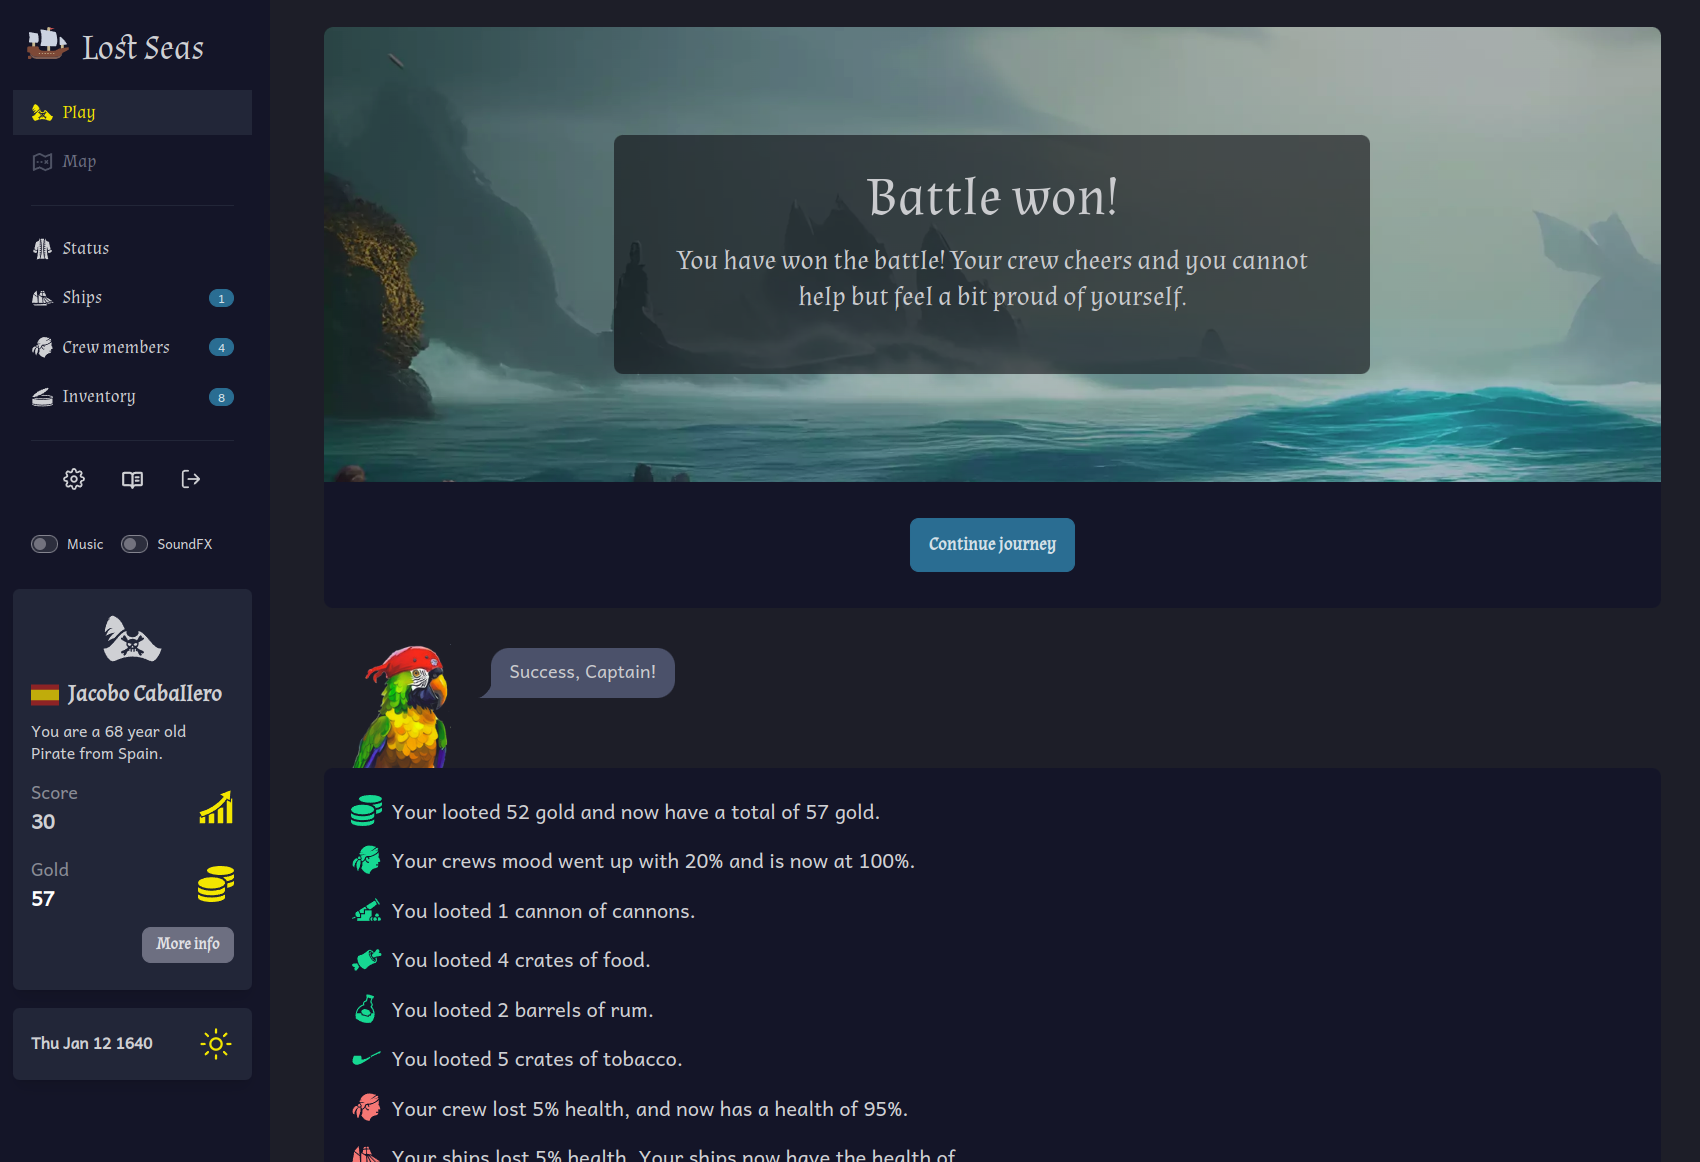 Lost Seas
Play
Map
Status
Ships 1
Crew members 4
Inventory 8
Music SoundFX
Jacobo Caballero
You are a 68 year old
Pirate from Spain.
Score
30
Gold
57
More info
Thu Jan 12 1640
Battle won!
You have won the battle! Your crew cheers and you cannot
help but feel a bit proud of yourself.
Continue journey
Success, Captain!
Your looted 52 gold and now have a total of 57 gold.
Your crews mood went up with 20% and is now at 100%.
You looted 1 cannon of cannons.
You looted 4 crates of food.
You looted 2 barrels of rum.
You looted 5 crates of tobacco.
Your crew lost 5% health, and now has a health of 95%.
Your ships lost 5% health. Your ships now have the health of